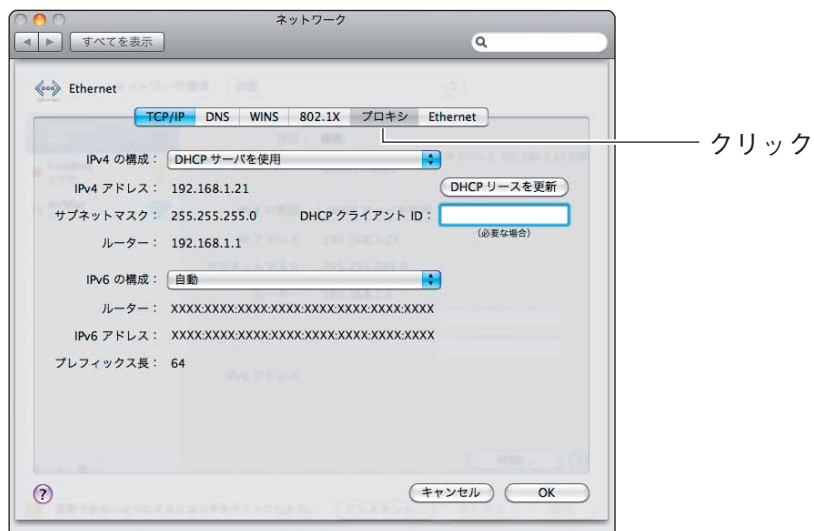 ネットワーク
すべてを表示
Ethernet
TCP/IP DNS WINS 802.1X プロキシ Ethernet
クリック
IPv4 の構成： DHCP サーバを使用
IPv4 アドレス： 192.168.1.21 DHCP リースを更新
サブネットマスク： 255.255.255.0 DHCP クライアント ID：
(必要な場合)
ルーター： 192.168.1.1
IPv6 の構成： 自動
ルーター： XXXX:XXXX:XXXX:XXXX:XXXX:XXXX:XXXX:XXXX
IPv6 アドレス： XXXX:XXXX:XXXX:XXXX:XXXX:XXXX:XXXX:XXXX
プレフィックス長： 64
? キャンセル OK